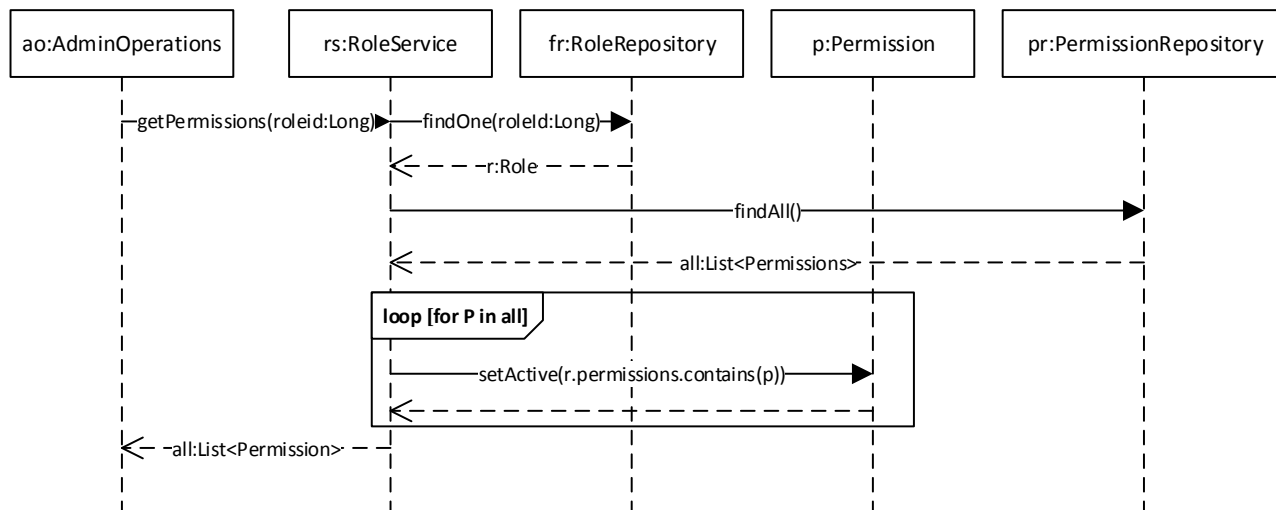 ao:AdminOperations
rs:RoleService
fr:RoleRepository
p:Permission
pr:PermissionRepository
getPermissions(roleid:Long)
findOne(roleId:Long)
r:Role
findAll()
all:List<Permissions>
loop [for P in all]
setActive(r.permissions.contains(p))
all:List<Permission>